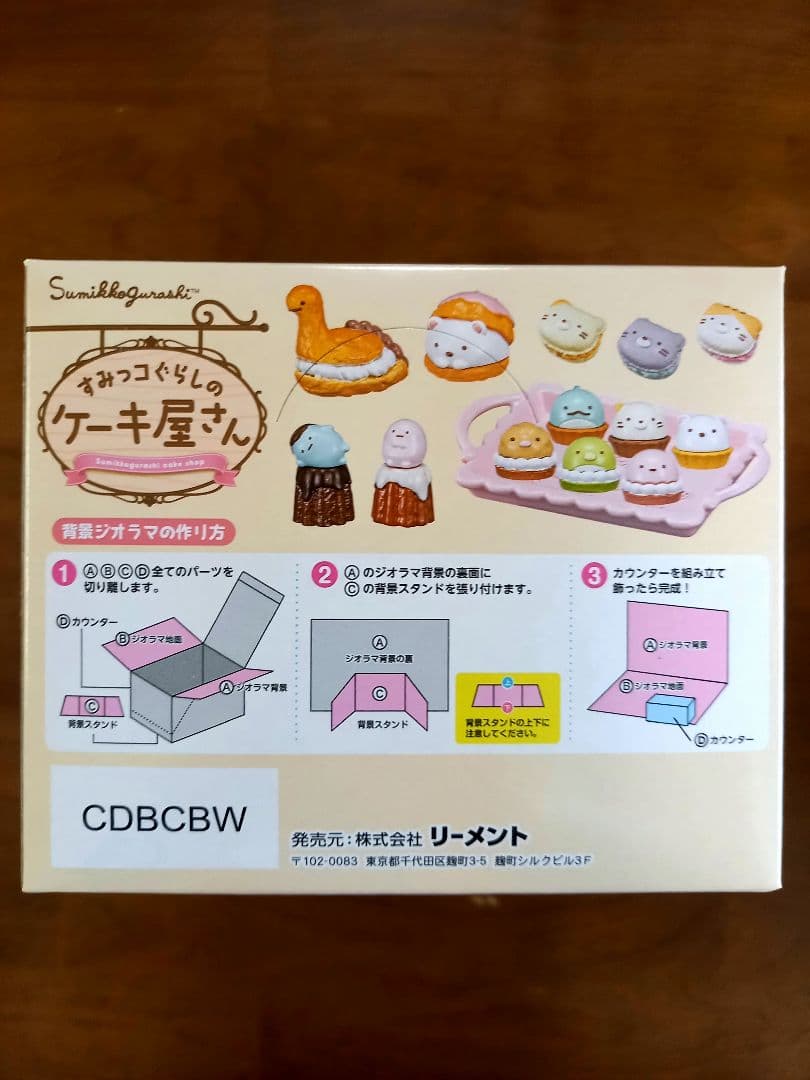 Sumikkogurashi™
すみっコぐらしの
ケーキ屋さん
Sumikkogurashi cake shop
背景ジオラマの作り方
1 ⒶⒷⒸⒹ全てのパーツを
切り離します。
Ⓓカウンター
Ⓑジオラマ地面
Ⓐジオラマ背景
Ⓒ
背景スタンド
2 Ⓐのジオラマ背景の裏面に
Ⓒの背景スタンドを張り付けます。
Ⓐ
ジオラマ背景の裏
Ⓒ
背景スタンド
上
下
背景スタンドの上下に
注意してください。
3 カウンターを組み立て
飾ったら完成！
Ⓐジオラマ背景
Ⓑジオラマ地面
Ⓓカウンター
CDBCBW
発売元：株式会社 リーメント
〒102-0083 東京都千代田区麹町3-5 麹町シルクビル3F